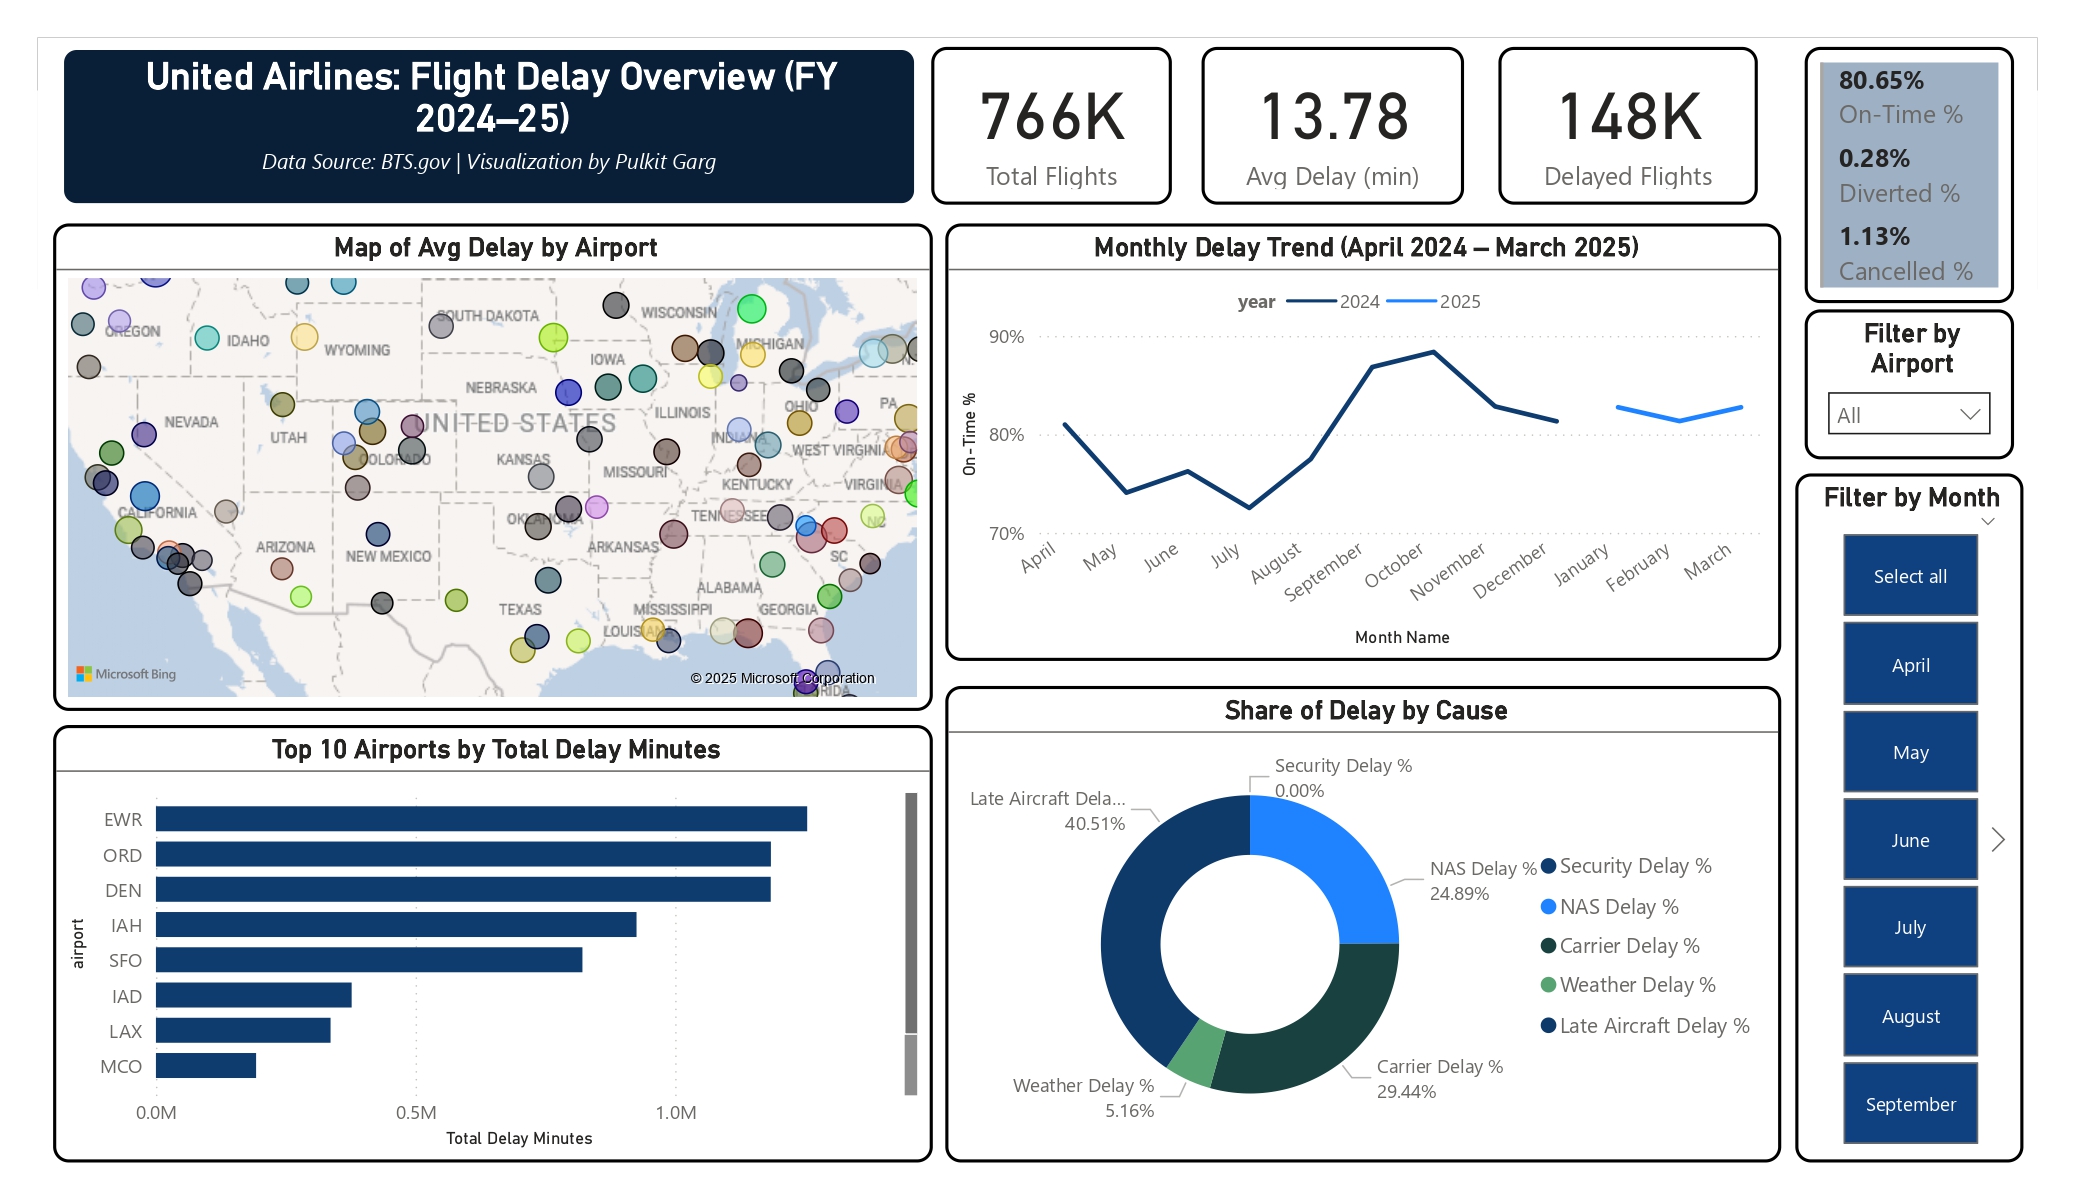 United Airlines: Flight Delay Overview (FY
2024–25)
Data Source: BTS.gov | Visualization by Pulkit Garg
766K
Total Flights
13.78
Avg Delay (min)
148K
Delayed Flights
80.65%
On-Time %
0.28%
Diverted %
1.13%
Cancelled %
Filter by
Airport
All
Filter by Month
Select all
April
May
June
July
August
September
Map of Avg Delay by Airport
OREGON
IDAHO
WYOMING
SOUTH DAKOTA
WISCONSIN
MICHIGAN
IOWA
NEBRASKA
ILLINOIS
OHIO
PA
NEVADA
UTAH
UNITED STATES
INDIANA
COLORADO
KANSAS
MISSOURI
WEST VIRGINIA
KENTUCKY
VIRGINIA
CALIFORNIA
OKLAHOMA
TENNESSEE
NC
ARIZONA
NEW MEXICO
ARKANSAS
SC
ALABAMA
TEXAS
MISSISSIPPI
GEORGIA
LOUISIANA
Microsoft Bing
© 2025 Microsoft Corporation
Monthly Delay Trend (April 2024 – March 2025)
year 2024 2025
90%
80%
70%
On-Time %
April
May
June
July
August
September
October
November
December
January
February
March
Month Name
Top 10 Airports by Total Delay Minutes
airport
EWR
ORD
DEN
IAH
SFO
IAD
LAX
MCO
0.0M 0.5M 1.0M
Total Delay Minutes
Share of Delay by Cause
Security Delay %
0.00%
Late Aircraft Dela...
40.51%
NAS Delay %
24.89%
Carrier Delay %
29.44%
Weather Delay %
5.16%
Security Delay %
NAS Delay %
Carrier Delay %
Weather Delay %
Late Aircraft Delay %